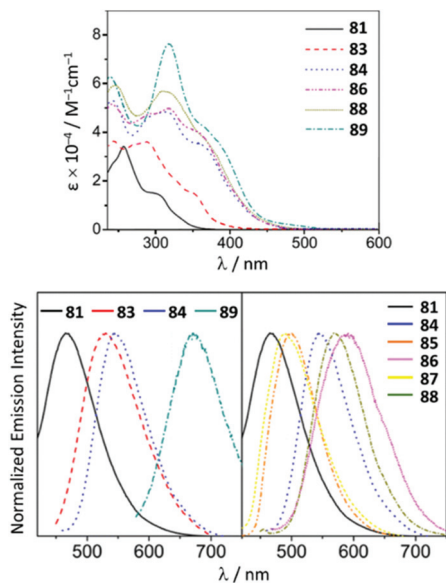 ε × 10⁻⁴ / M⁻¹cm⁻¹
8
6
4
2
0
300 400 500 600
λ / nm
81
83
84
86
88
89
Normalized Emission Intensity
81 83 84 89
81
84
85
86
87
88
500 600 700
500 600 700
λ / nm